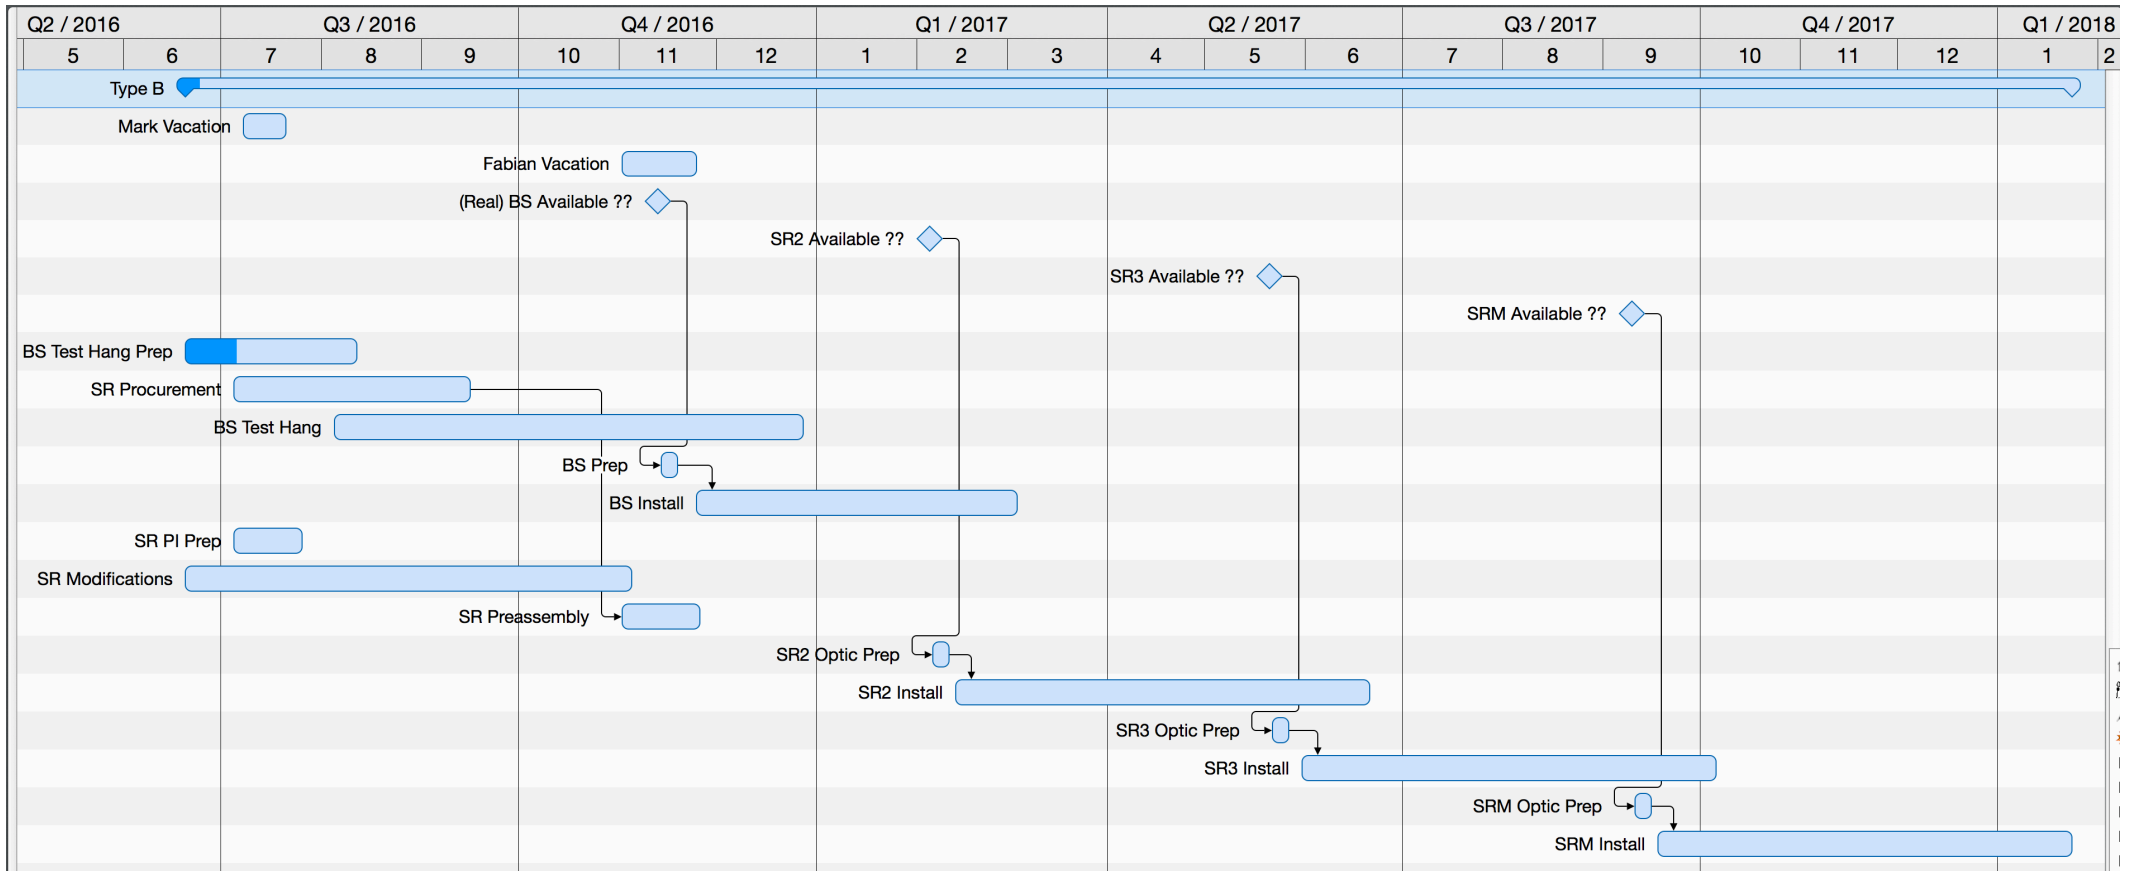 Q2 / 2016 Q3 / 2016 Q4 / 2016 Q1 / 2017 Q2 / 2017 Q3 / 2017 Q4 / 2017 Q1 / 2018
5 6 7 8 9 10 11 12 1 2 3 4 5 6 7 8 9 10 11 12 1 2
Type B
Mark Vacation
Fabian Vacation
(Real) BS Available ??
SR2 Available ??
SR3 Available ??
SRM Available ??
BS Test Hang Prep
SR Procurement
BS Test Hang
BS Prep
BS Install
SR PI Prep
SR Modifications
SR Preassembly
SR2 Optic Prep
SR2 Install
SR3 Optic Prep
SR3 Install
SRM Optic Prep
SRM Install